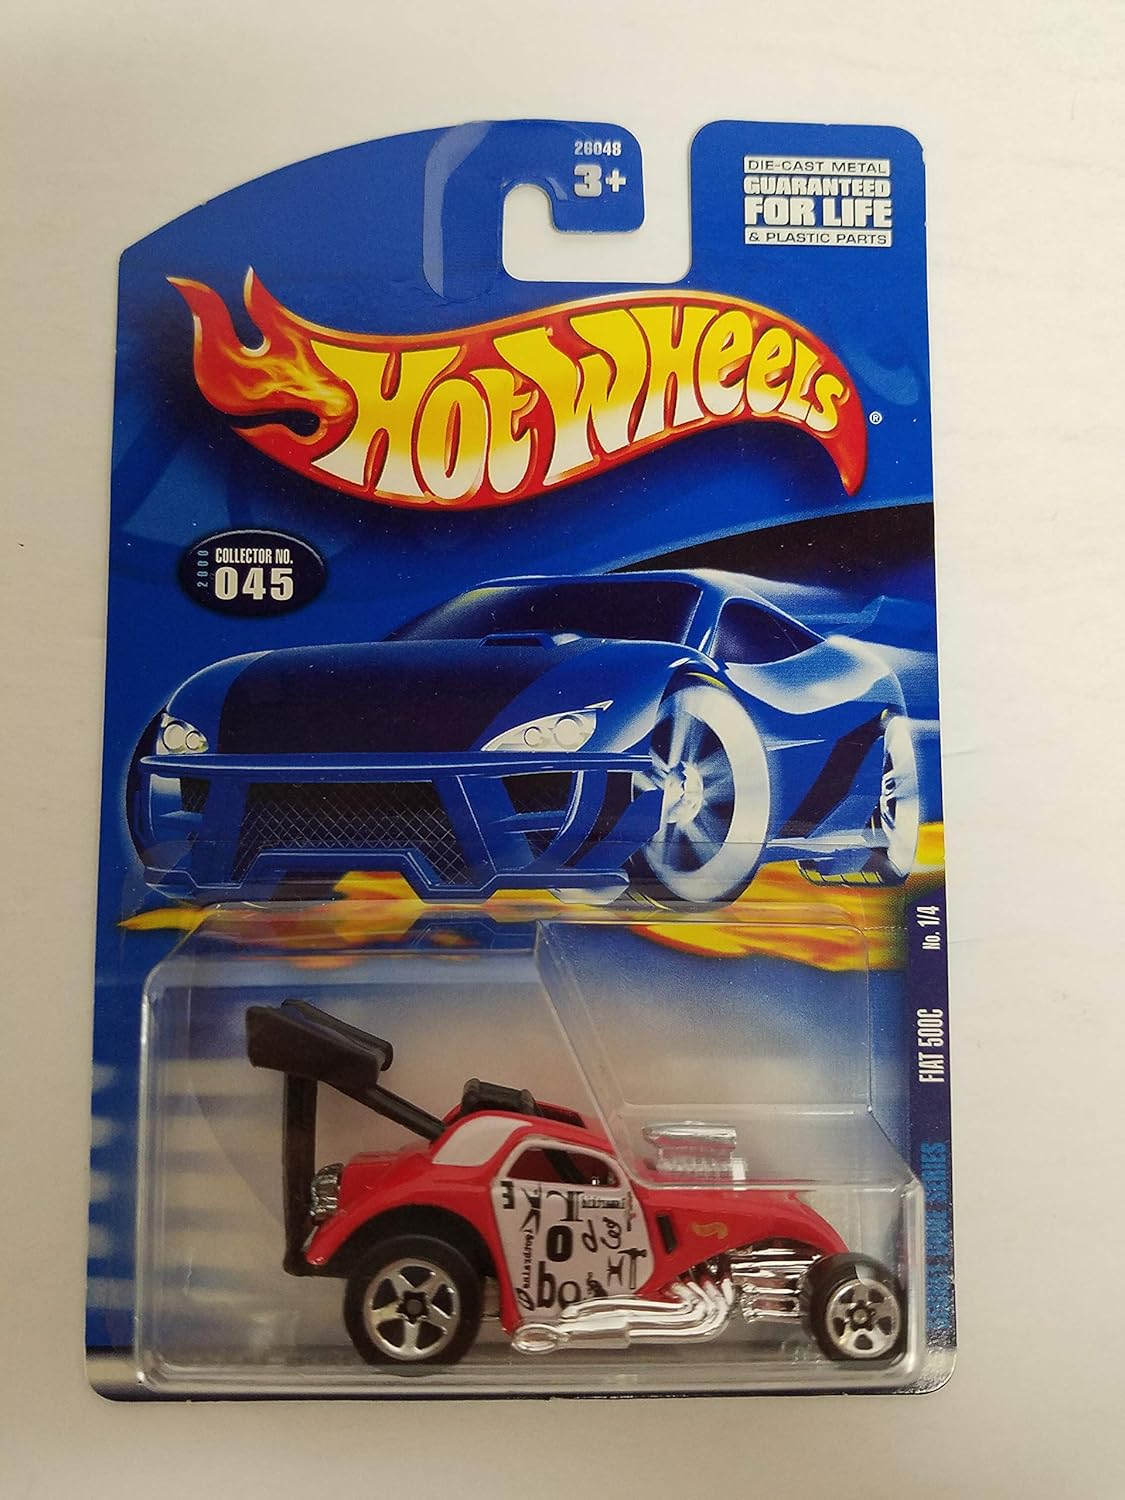 26048
3+
DIE-CAST METAL
GUARANTEED
FOR LIFE
& PLASTIC PARTS
HOT WHEELS®
2000
COLLECTOR NO.
045
No. 1/4
FIAT 500C
SERIES